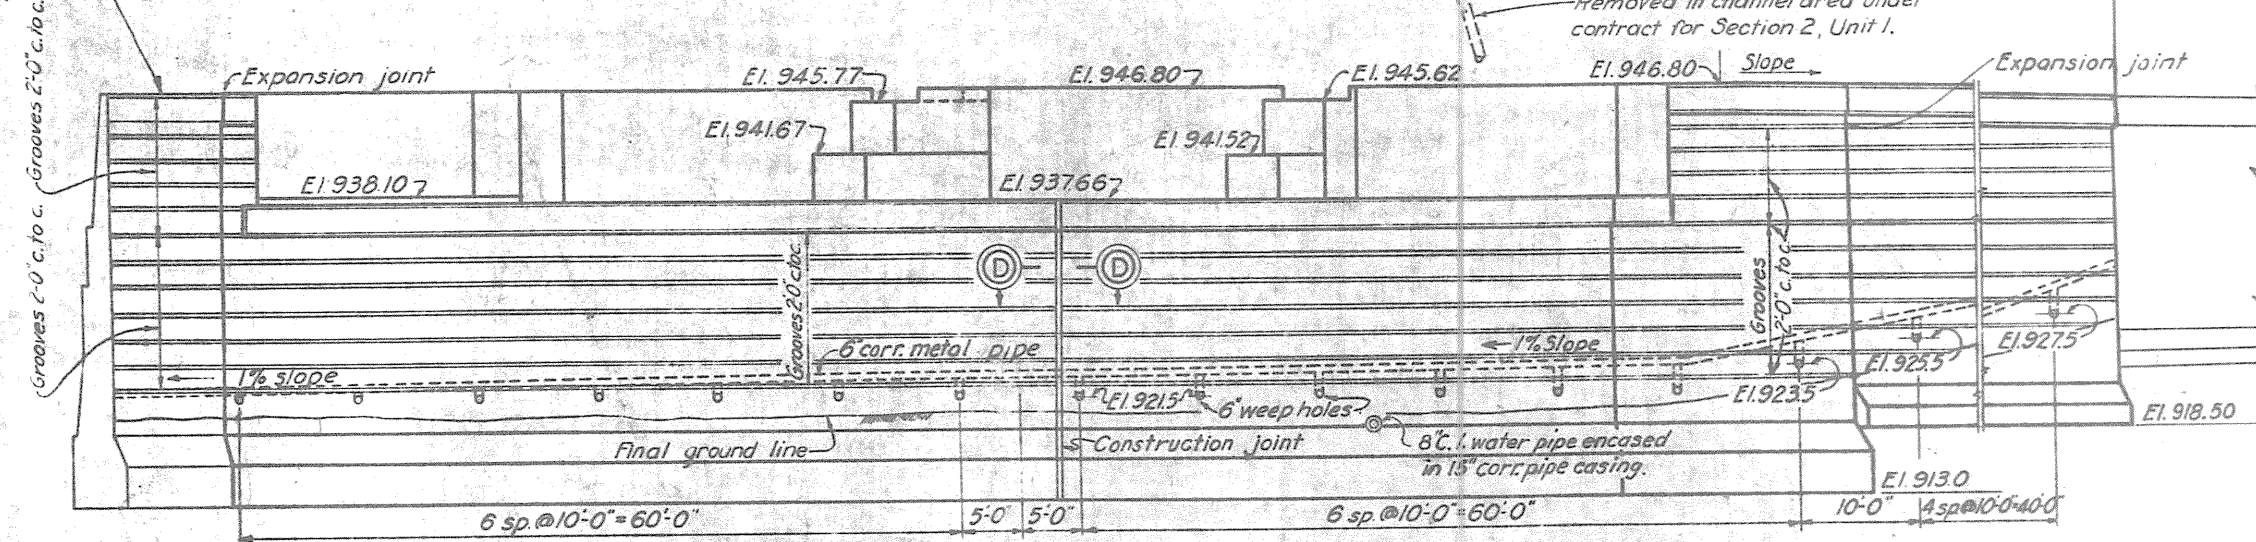 Removed in channel area under
contract for Section 2, Unit 1.
Grooves 2'-0" c. to c.
Expansion joint
El. 945.77
El. 946.80
El. 945.62
El. 946.80
Slope
Expansion joint
El. 941.67
El. 941.52
El. 938.10
El. 937.66
Grooves 2'-0" c. to c.
Grooves 2'0" c. to c.
D
D
Grooves
2'-0" c. to c.
6" corr. metal pipe
1% Slope
1% slope
El. 927.5
El. 925.5
El. 923.5
El. 921.5
6" weep holes
El. 918.50
Final ground line
Construction joint
8" C. I. water pipe encased
in 15" corr. pipe casing.
El. 913.0
6 sp. @ 10'-0" = 60'-0"
5'-0"
5'-0"
6 sp. @ 10'-0" = 60'-0"
10'-0"
4 sp @ 10'-0" = 40'-0"